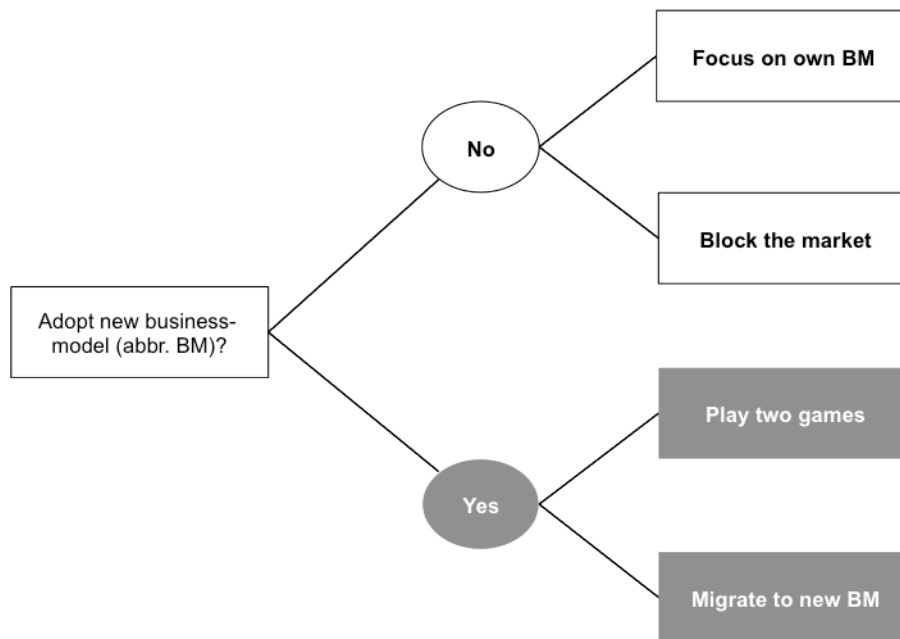 Focus on own BM
No
Block the market
Adopt new business-
model (abbr. BM)?
Play two games
Yes
Migrate to new BM